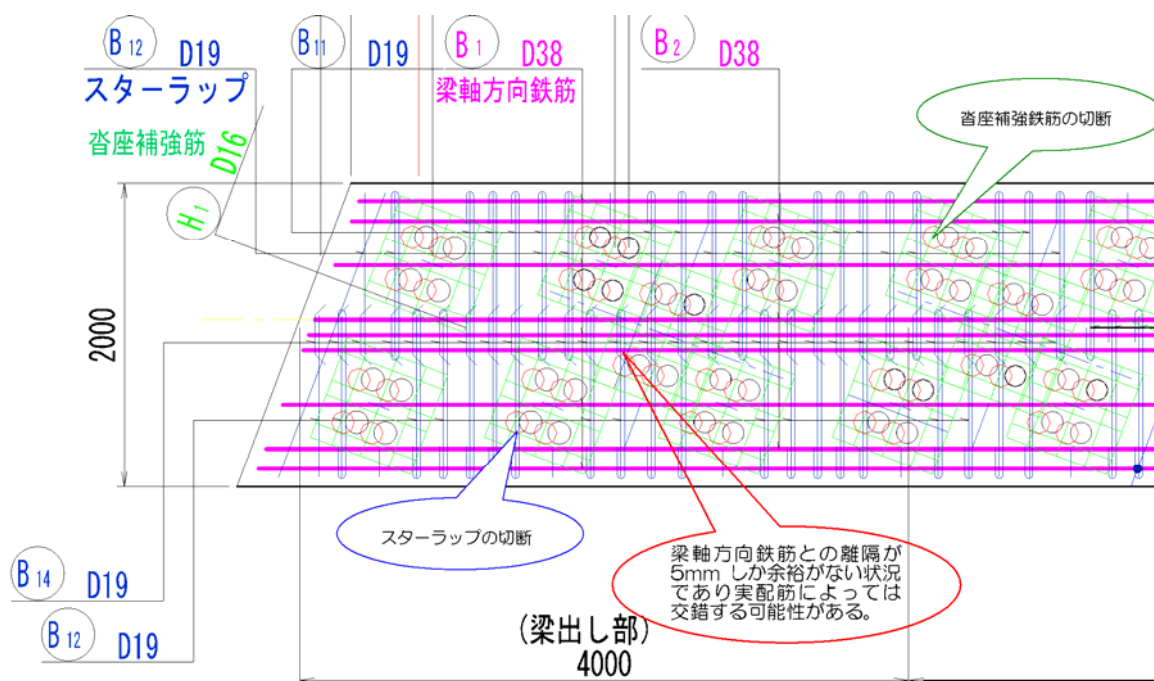 B12 D19
スターラップ
B11 D19
B1 D38
梁軸方向鉄筋
B2 D38
沓座補強筋
D16
H1
沓座補強鉄筋の切断
2000
スターラップの切断
梁軸方向鉄筋との離隔が
5mm しか余裕がない状況
であり実配筋によっては
交錯する可能性がある。
B14 D19
B12 D19
(梁出し部)
4000